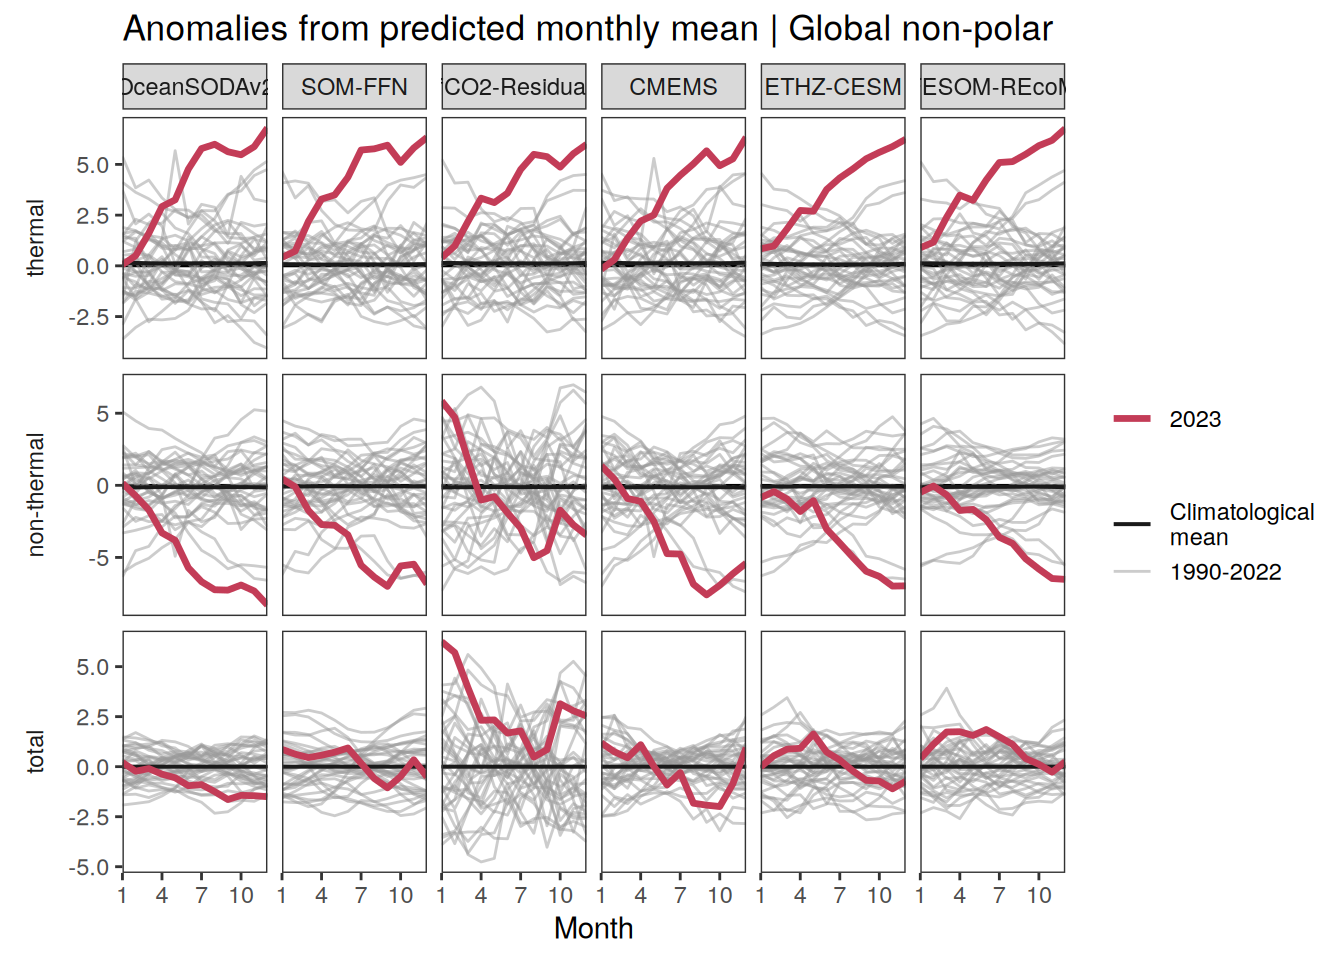 Anomalies from predicted monthly mean | Global non-polar
OceanSODAv2 SOM-FFN fCO2-Residual CMEMS ETHZ-CESM FESOM-REcoM
thermal
5.0
2.5
0.0
-2.5
non-thermal
5
0
-5
total
5.0
2.5
0.0
-2.5
-5.0
1 4 7 10 1 4 7 10 1 4 7 10 1 4 7 10 1 4 7 10 1 4 7 10
Month
2023
Climatological
mean
1990-2022